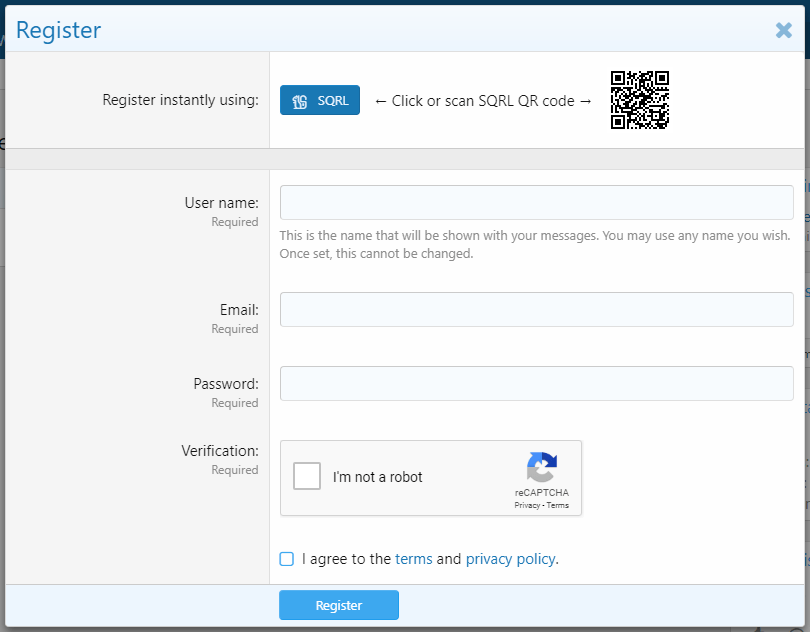 Register
Register instantly using:
SQRL
← Click or scan SQRL QR code →
User name:
Required
This is the name that will be shown with your messages. You may use any name you wish.
Once set, this cannot be changed.
Email:
Required
Password:
Required
Verification:
Required
I'm not a robot
reCAPTCHA
Privacy - Terms
I agree to the terms and privacy policy.
Register